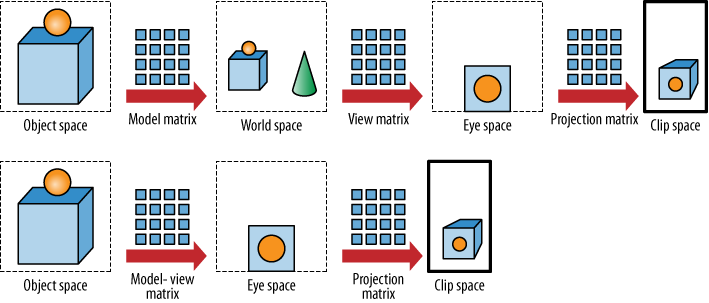 Object space
Model matrix
World space
View matrix
Eye space
Projection matrix
Clip space
Object space
Model- view
matrix
Eye space
Projection
matrix
Clip space